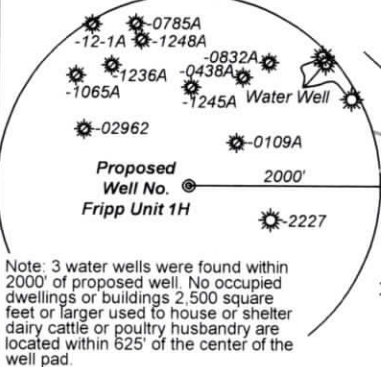 -0785A
-12-1A
-1248A
-0832A
-1236A
-0438A
-1065A
-1245A
Water Well
-02962
-0109A
Proposed
Well No.
Fripp Unit 1H
2000'
-2227
Note: 3 water wells were found within
2000' of proposed well. No occupied
dwellings or buildings 2,500 square
feet or larger used to house or shelter
dairy cattle or poultry husbandry are
located within 625' of the center of the
well pad.